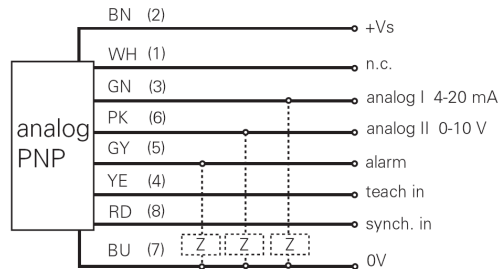 BN (2) +Vs
WH (1) n.c.
GN (3) analog I 4-20 mA
PK (6) analog II 0-10 V
analog
PNP
GY (5) alarm
YE (4) teach in
RD (8) synch. in
Z Z Z
BU (7) 0V